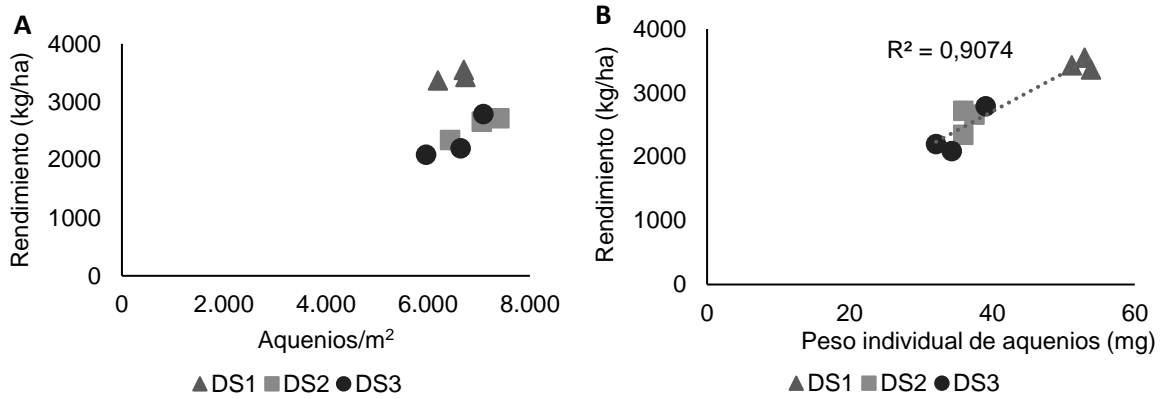 A
Rendimiento (kg/ha)
4000
3000
2000
1000
0
0 2.000 4.000 6.000 8.000
Aquenios/m²
DS1 DS2 DS3
B
Rendimiento (kg/ha)
4000
3000
2000
1000
0
R² = 0,9074
0 20 40 60
Peso individual de aquenios (mg)
DS1 DS2 DS3